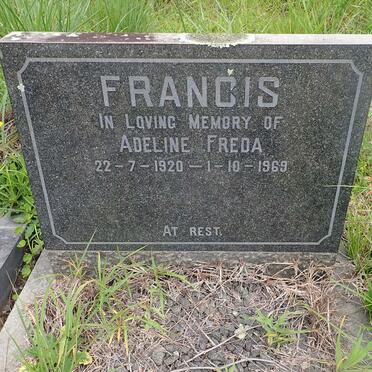 FRANCIS
IN LOVING MEMORY OF
ADELINE FREDA
22-7-1920-1-10-1969
AT REST.